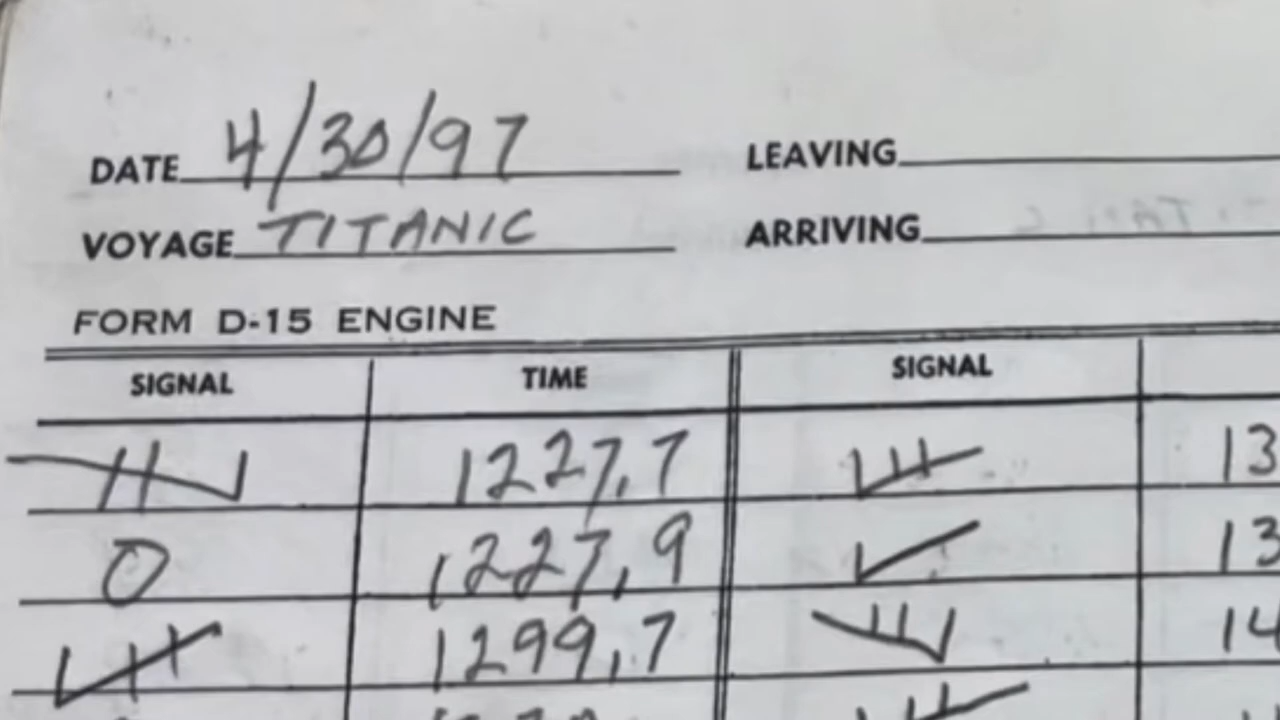 DATE 4/30/97 LEAVING
VOYAGE TITANIC ARRIVING
FORM D-15 ENGINE
SIGNAL TIME SIGNAL
1227,7 13
0 1227,9 13
1299,7 14